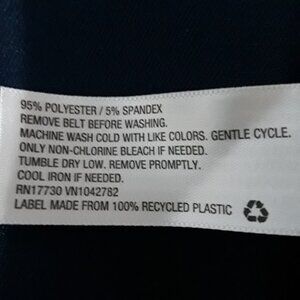 95% POLYESTER / 5% SPANDEX
REMOVE BELT BEFORE WASHING.
MACHINE WASH COLD WITH LIKE COLORS. GENTLE CYCLE.
ONLY NON-CHLORINE BLEACH IF NEEDED.
TUMBLE DRY LOW. REMOVE PROMPTLY.
COOL IRON IF NEEDED.
RN17730 VN1042782
LABEL MADE FROM 100% RECYCLED PLASTIC